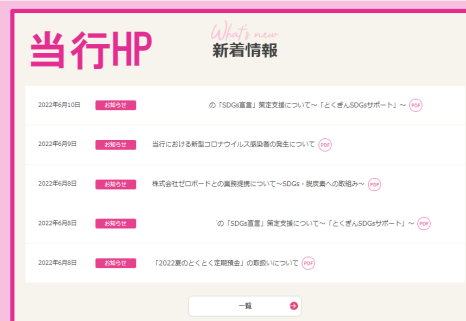 当行HP
What's new
新着情報
2022年6月10日 お知らせ の「SDGs宣言」策定支援について～「とくぎんSDGsサポート」～ PDF
2022年6月9日 お知らせ 当行における新型コロナウイルス感染者の発生について PDF
2022年6月8日 お知らせ 株式会社ゼロボードとの業務提携について～SDGs・脱炭素への取組み～ PDF
2022年6月8日 お知らせ の「SDGs宣言」策定支援について～「とくぎんSDGsサポート」～ PDF
2022年6月8日 お知らせ 「2022夏のとくとく定期預金」の取扱いについて PDF
一覧